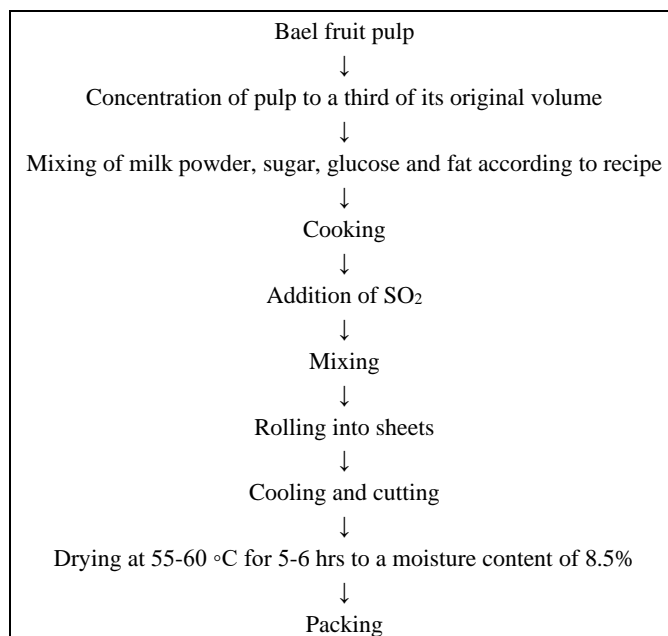 Bael fruit pulp
↓
Concentration of pulp to a third of its original volume
↓
Mixing of milk powder, sugar, glucose and fat according to recipe
↓
Cooking
↓
Addition of SO₂
↓
Mixing
↓
Rolling into sheets
↓
Cooling and cutting
↓
Drying at 55-60 ◦C for 5-6 hrs to a moisture content of 8.5%
↓
Packing